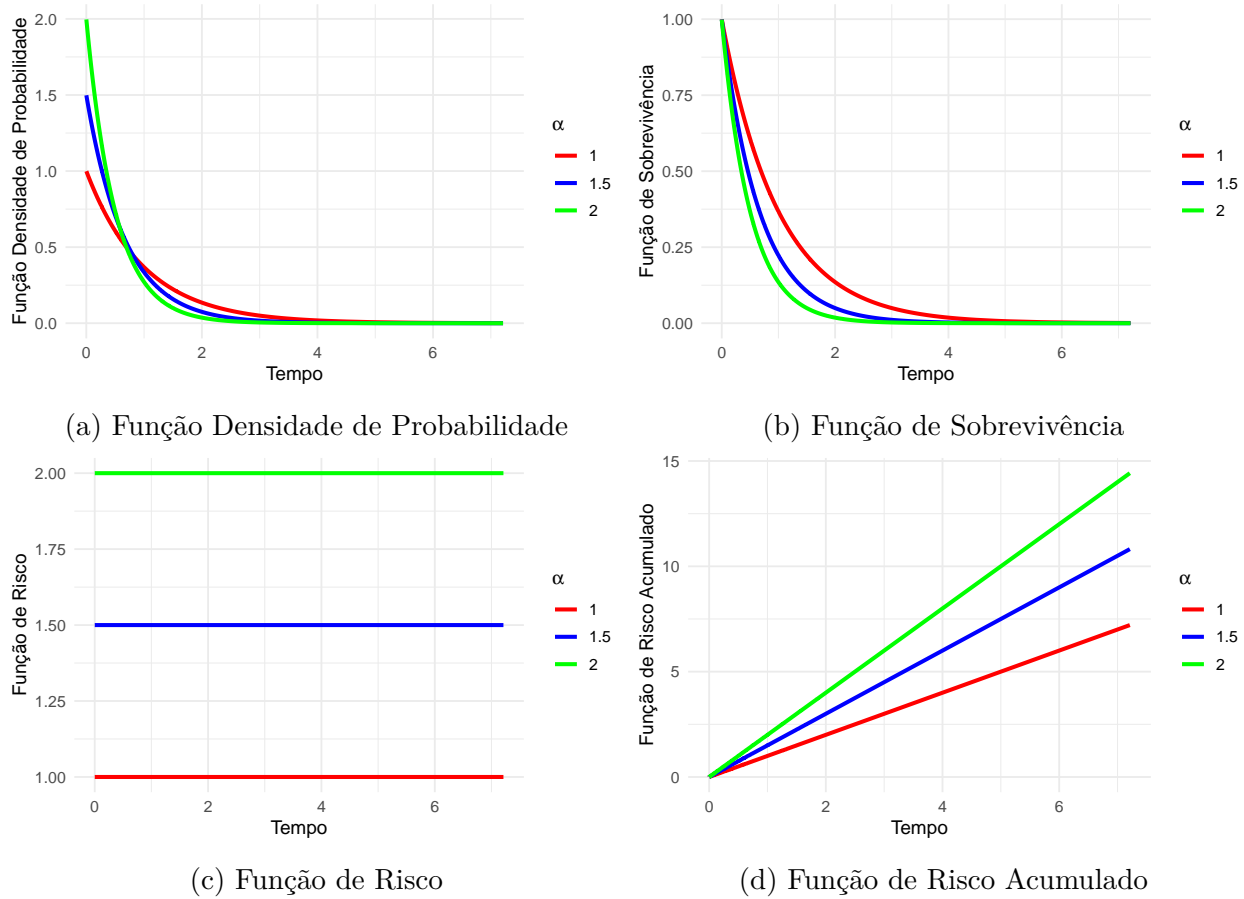 Função Densidade de Probabilidade
2.0
1.5
1.0
0.5
0.0
0 2 4 6
Tempo
α
1
1.5
2
(a) Função Densidade de Probabilidade
Função de Sobrevivência
1.00
0.75
0.50
0.25
0.00
0 2 4 6
Tempo
α
1
1.5
2
(b) Função de Sobrevivência
Função de Risco
2.00
1.75
1.50
1.25
1.00
0 2 4 6
Tempo
α
1
1.5
2
(c) Função de Risco
Função de Risco Acumulado
15
10
5
0
0 2 4 6
Tempo
α
1
1.5
2
(d) Função de Risco Acumulado